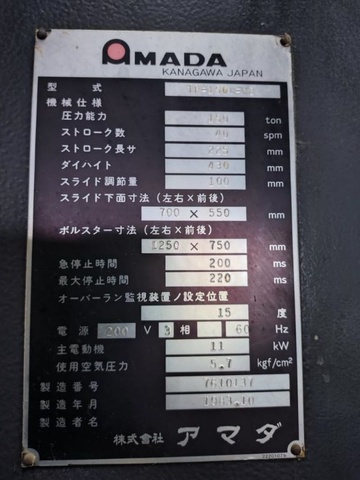 AMADA
KANAGAWA JAPAN
型式
機械仕様
圧力能力 150 ton
ストローク数 40 spm
ストローク長サ 225 mm
ダイハイト 430 mm
スライド調節量 100 mm
スライド下面寸法(左右×前後)
700 × 550 mm
ボルスター寸法(左右×前後)
1250 × 750 mm
急停止時間 200 ms
最大停止時間 220 ms
オーバーラン監視装置ノ設定位置
15 度
電源 200 V 3 相 60 Hz
主電動機 11 kW
使用空気圧力 5.7 kgf/cm²
製造番号 7610137
製造年月
製造者名
株式会社 アマダ